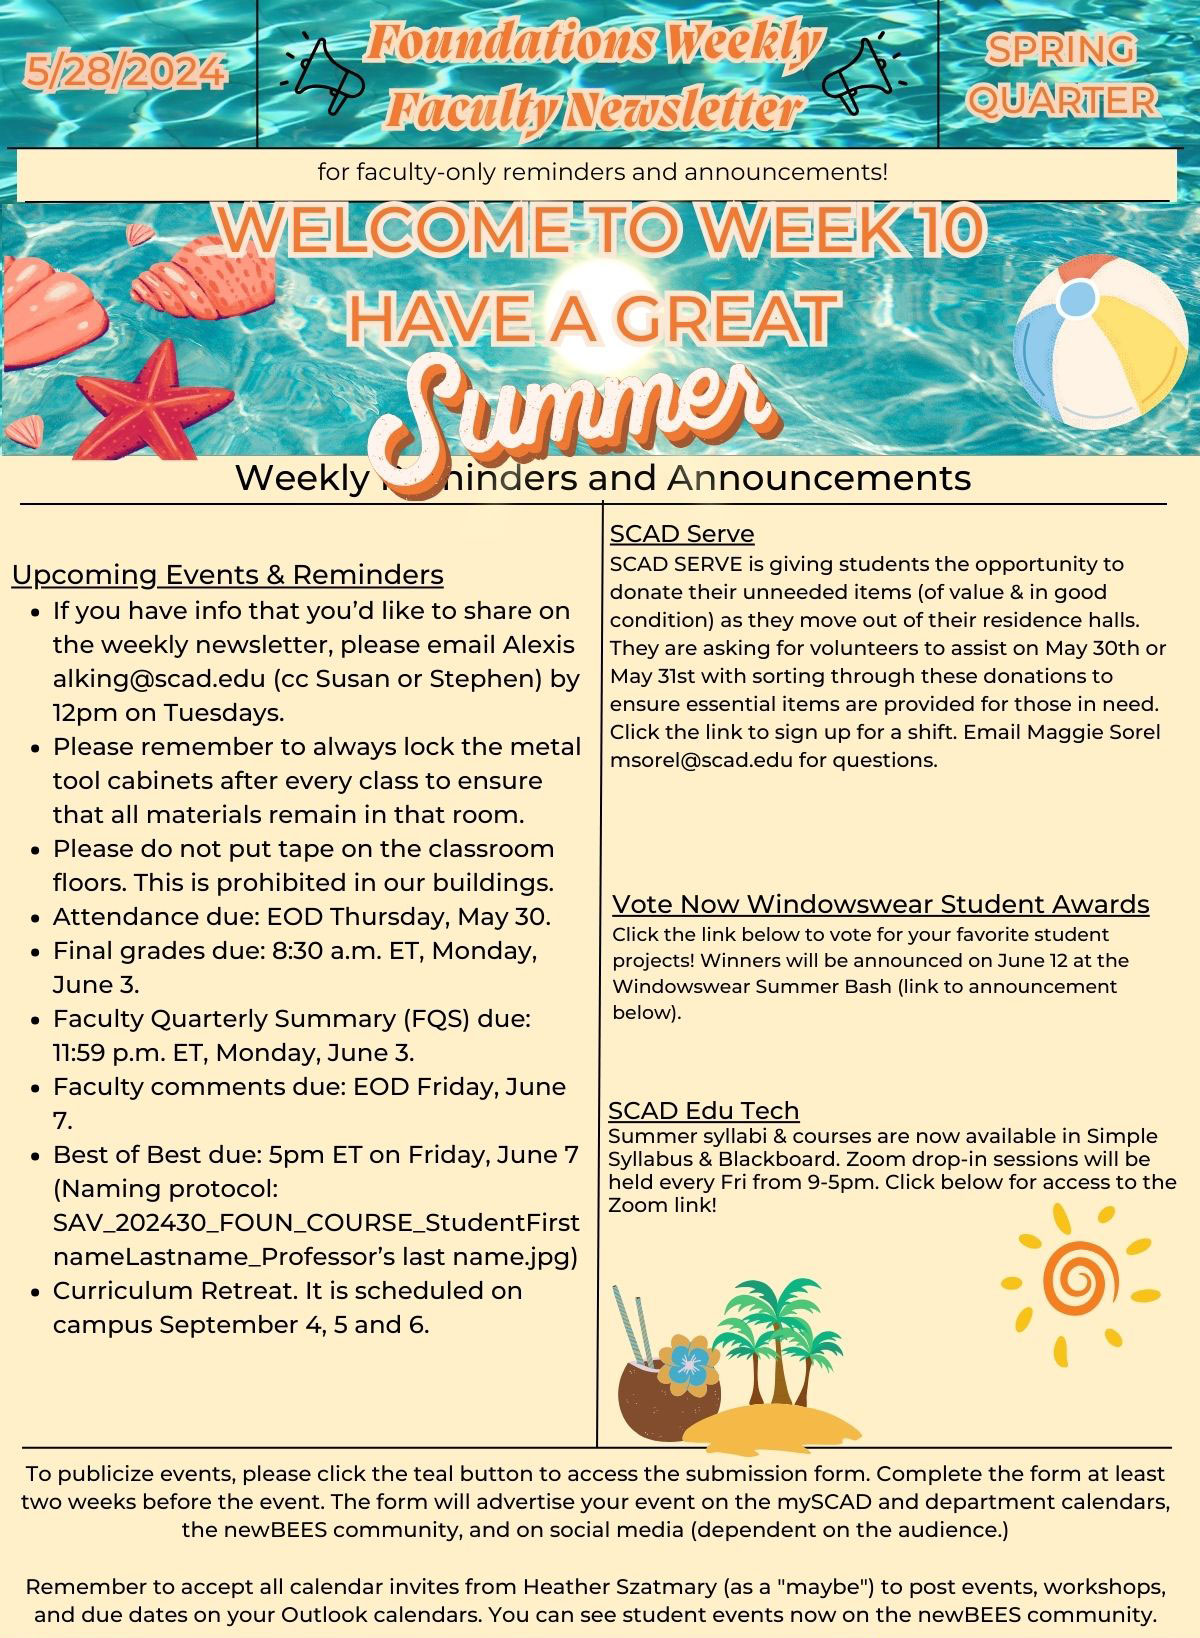 5/28/2024
Foundations Weekly
Faculty Newsletter
SPRING
QUARTER
for faculty-only reminders and announcements!
WELCOME TO WEEK 10
HAVE A GREAT
Summer
Weekly minders and Announcements
Upcoming Events & Reminders
• If you have info that you’d like to share on
the weekly newsletter, please email Alexis
alking@scad.edu (cc Susan or Stephen) by
12pm on Tuesdays.
• Please remember to always lock the metal
tool cabinets after every class to ensure
that all materials remain in that room.
• Please do not put tape on the classroom
floors. This is prohibited in our buildings.
• Attendance due: EOD Thursday, May 30.
• Final grades due: 8:30 a.m. ET, Monday,
June 3.
• Faculty Quarterly Summary (FQS) due:
11:59 p.m. ET, Monday, June 3.
• Faculty comments due: EOD Friday, June
7.
• Best of Best due: 5pm ET on Friday, June 7
(Naming protocol:
SAV_202430_FOUN_COURSE_StudentFirst
nameLastname_Professor’s last name.jpg)
• Curriculum Retreat. It is scheduled on
campus September 4, 5 and 6.
SCAD Serve
SCAD SERVE is giving students the opportunity to
donate their unneeded items (of value & in good
condition) as they move out of their residence halls.
They are asking for volunteers to assist on May 30th or
May 31st with sorting through these donations to
ensure essential items are provided for those in need.
Click the link to sign up for a shift. Email Maggie Sorel
msorel@scad.edu for questions.
Vote Now Windowswear Student Awards
Click the link below to vote for your favorite student
projects! Winners will be announced on June 12 at the
Windowswear Summer Bash (link to announcement
below).
SCAD Edu Tech
Summer syllabi & courses are now available in Simple
Syllabus & Blackboard. Zoom drop-in sessions will be
held every Fri from 9-5pm. Click below for access to the
Zoom link!
To publicize events, please click the teal button to access the submission form. Complete the form at least
two weeks before the event. The form will advertise your event on the mySCAD and department calendars,
the newBEES community, and on social media (dependent on the audience.)
Remember to accept all calendar invites from Heather Szatmary (as a "maybe") to post events, workshops,
and due dates on your Outlook calendars. You can see student events now on the newBEES community.